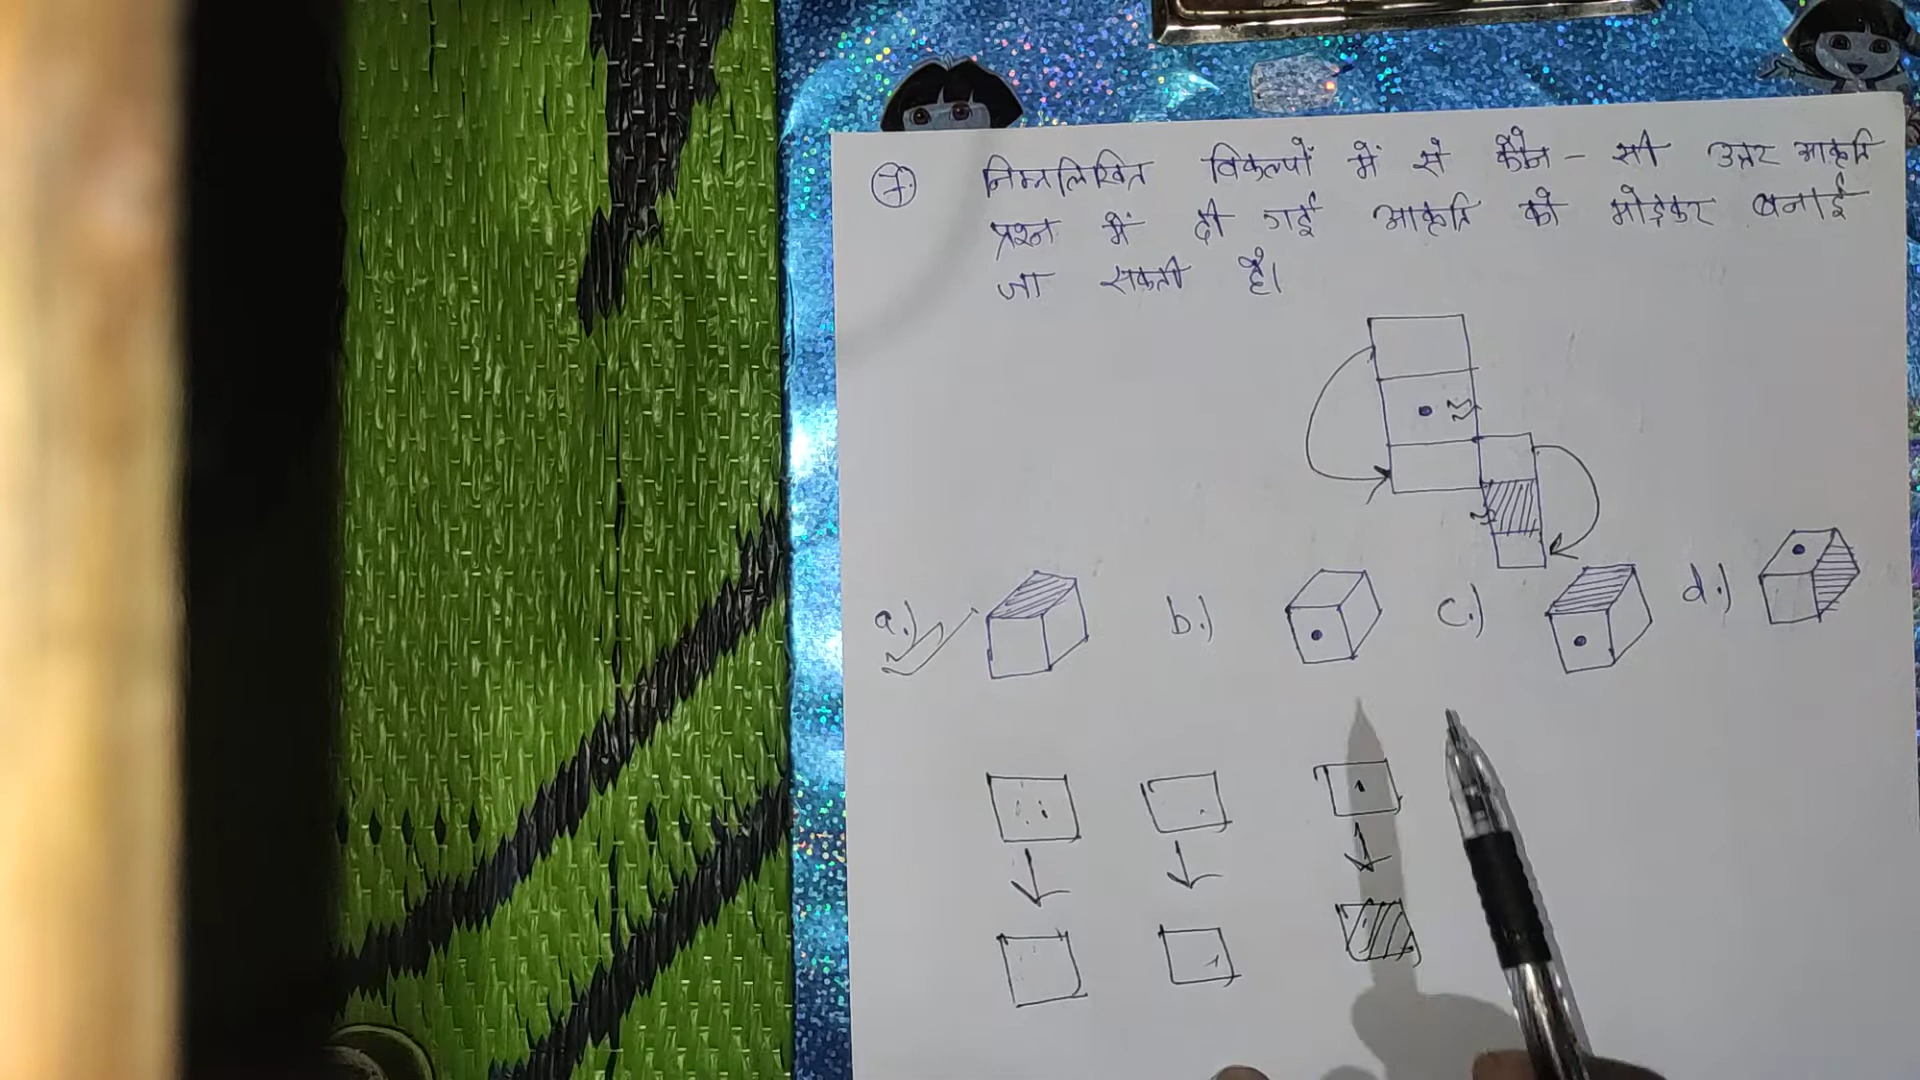 7. निम्नलिखित विकल्पों में से कौन - सी उत्तर आकृति
प्रश्न में दी गई आकृति को मोड़कर बनाई
जा सकती है।
a.) b.) c.) d.)